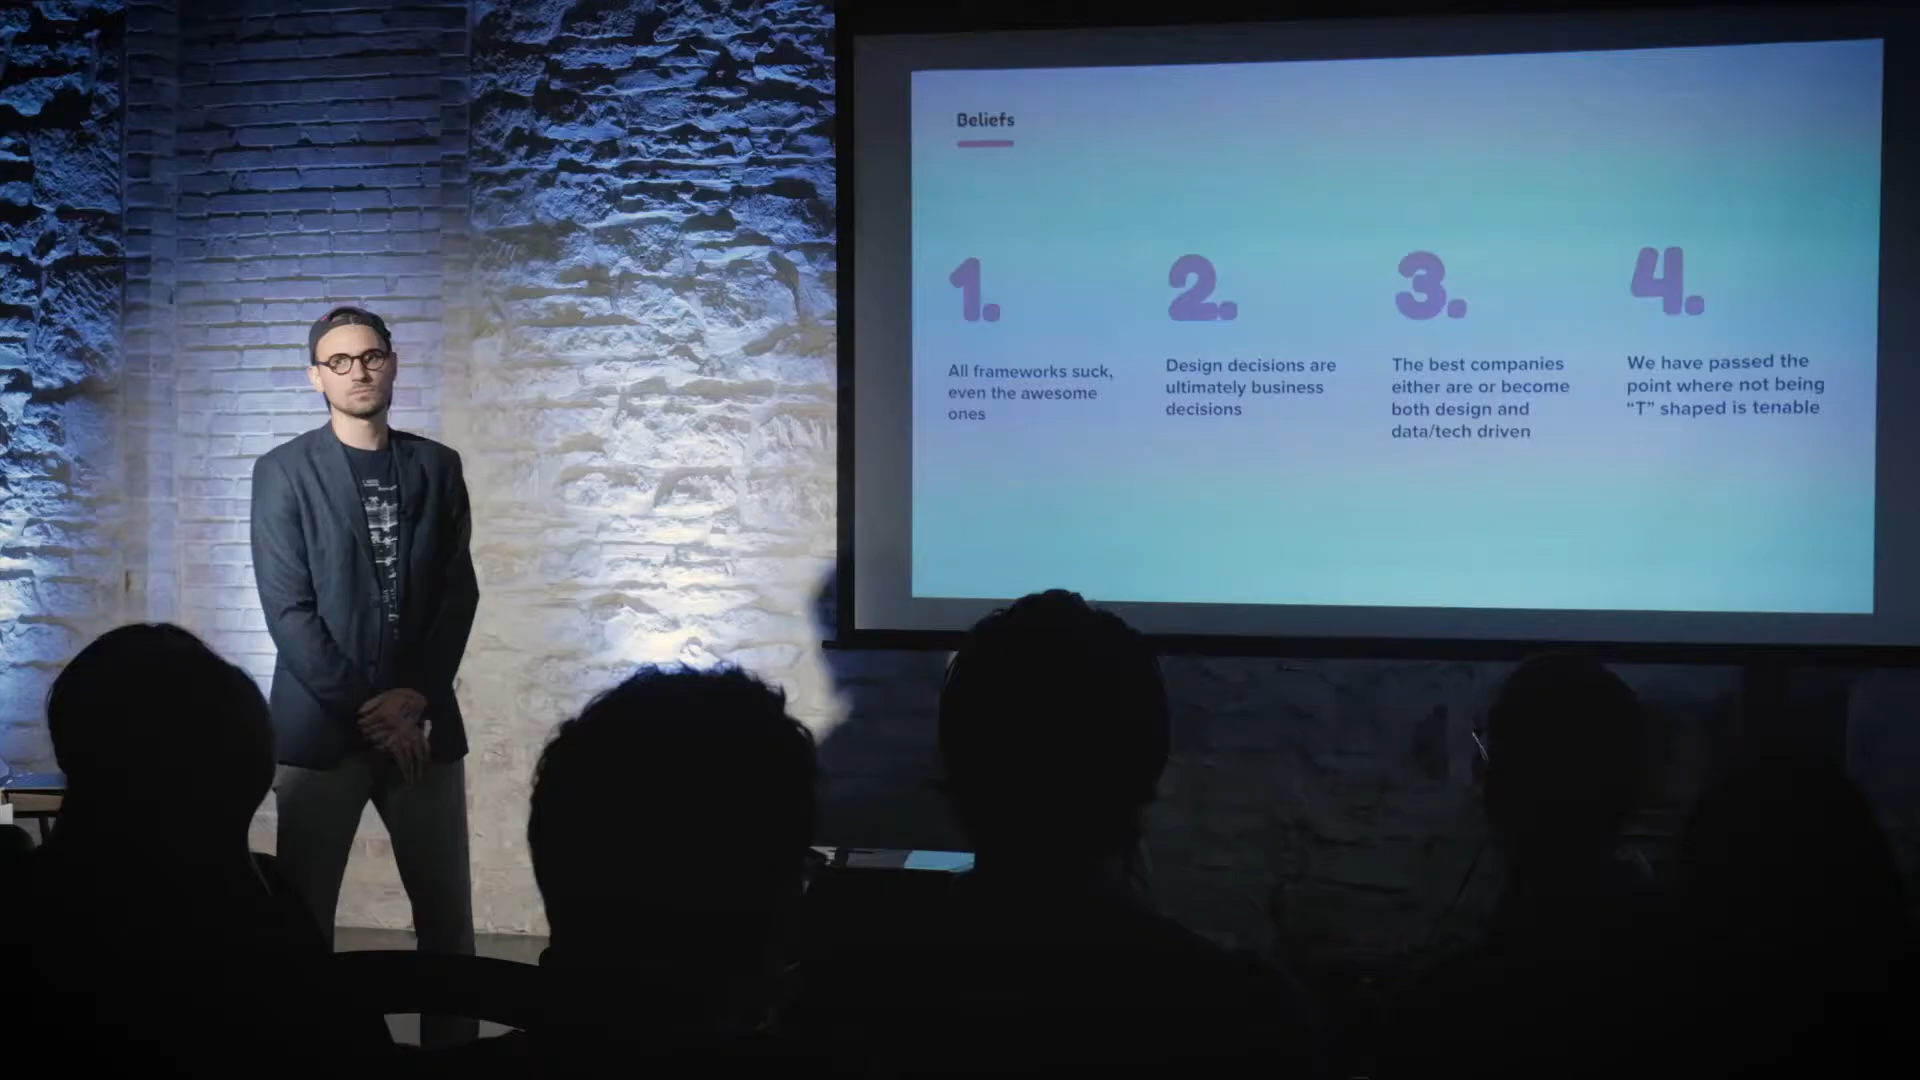 Beliefs
1.
All frameworks suck,
even the awesome
ones
2.
Design decisions are
ultimately business
decisions
3.
The best companies
either are or become
both design and
data/tech driven
4.
We have passed the
point where not being
“T” shaped is tenable